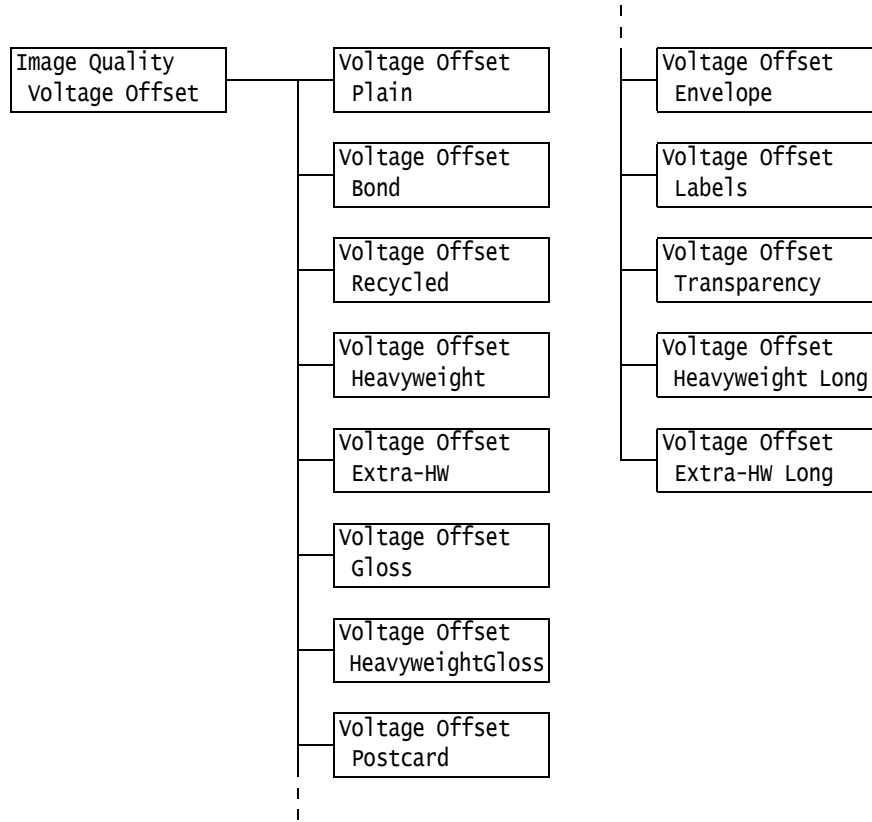 Image Quality
Voltage Offset
Voltage Offset
Plain
Voltage Offset
Bond
Voltage Offset
Recycled
Voltage Offset
Heavyweight
Voltage Offset
Extra-HW
Voltage Offset
Gloss
Voltage Offset
HeavyweightGloss
Voltage Offset
Postcard
Voltage Offset
Envelope
Voltage Offset
Labels
Voltage Offset
Transparency
Voltage Offset
Heavyweight Long
Voltage Offset
Extra-HW Long